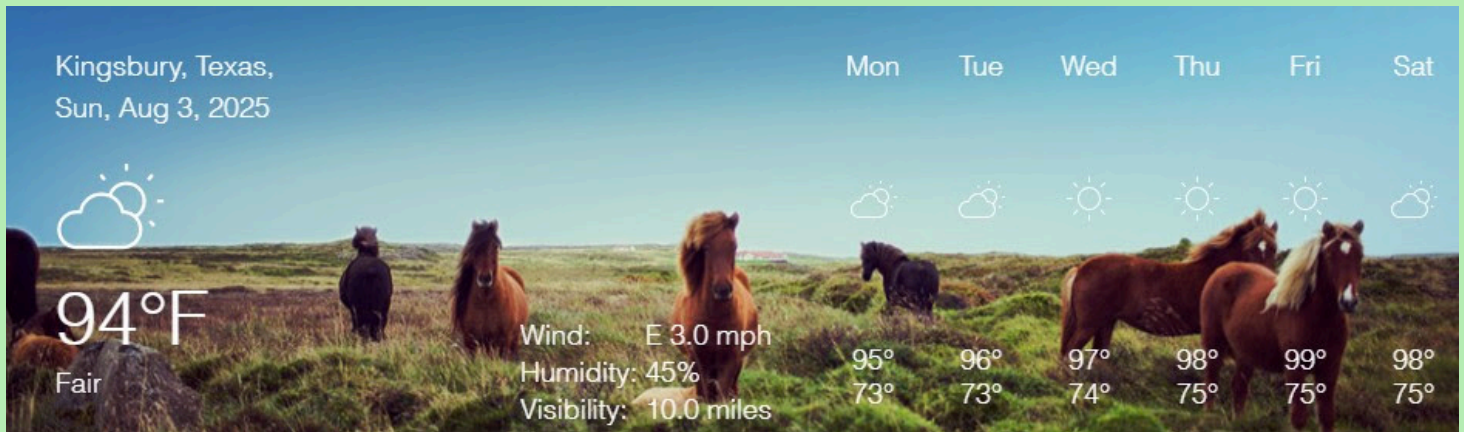 Kingsbury, Texas,
Sun, Aug 3, 2025
94°F
Fair
Wind: E 3.0 mph
Humidity: 45%
Visibility: 10.0 miles
Mon Tue Wed Thu Fri Sat
95° 96° 97° 98° 99° 98°
73° 73° 74° 75° 75° 75°